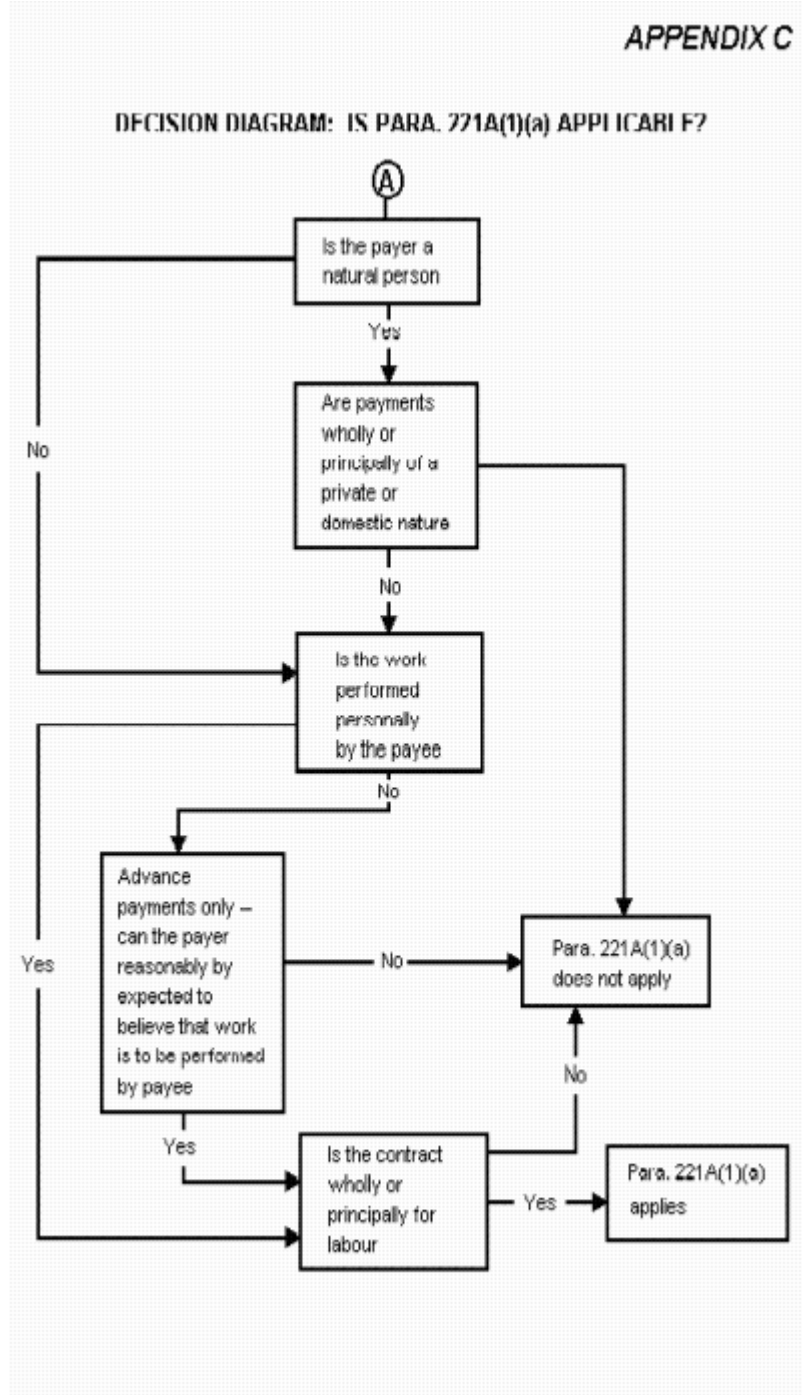 APPENDIX C
DECISION DIAGRAM: IS PARA. 221A(1)(a) APPLICABLE?
A
Is the payer a
natural person
Yes
Are payments
wholly or
principally of a
private or
domestic nature
No
No
Is the work
performed
personally
by the payee
No
Advance
payments only –
can the payer
reasonably by
expected to
believe that work
is to be performed
by payee
No
Para. 221A(1)(a)
does not apply
Yes
No
Yes
Is the contract
wholly or
principally for
labour
Yes
Para. 221A(1)(a)
applies